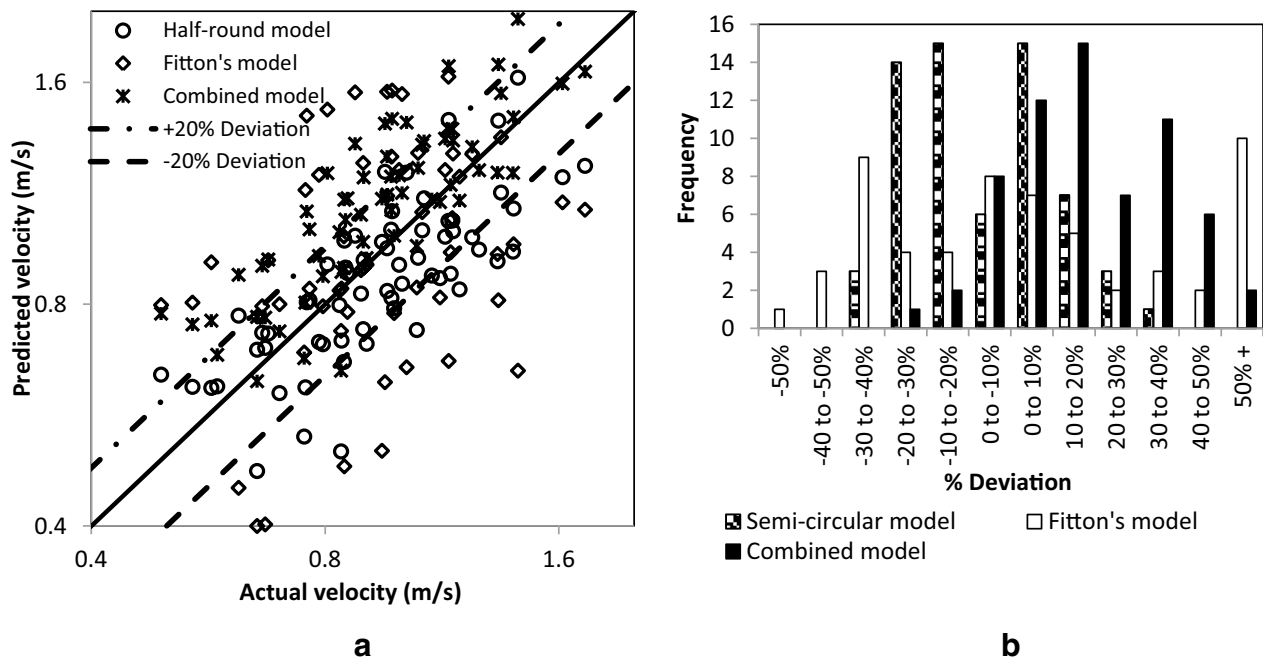 Half-round model
Fitton's model
Combined model
+20% Deviation
-20% Deviation
1.6
0.8
0.4
Predicted velocity (m/s)
0.4 0.8 1.6
Actual velocity (m/s)
a
16
14
12
10
8
6
4
2
0
Frequency
-50%
-40 to -50%
-30 to -40%
-20 to -30%
-10 to -20%
0 to -10%
0 to 10%
10 to 20%
20 to 30%
30 to 40%
40 to 50%
50% +
% Deviation
Semi-circular model Fitton's model
Combined model
b